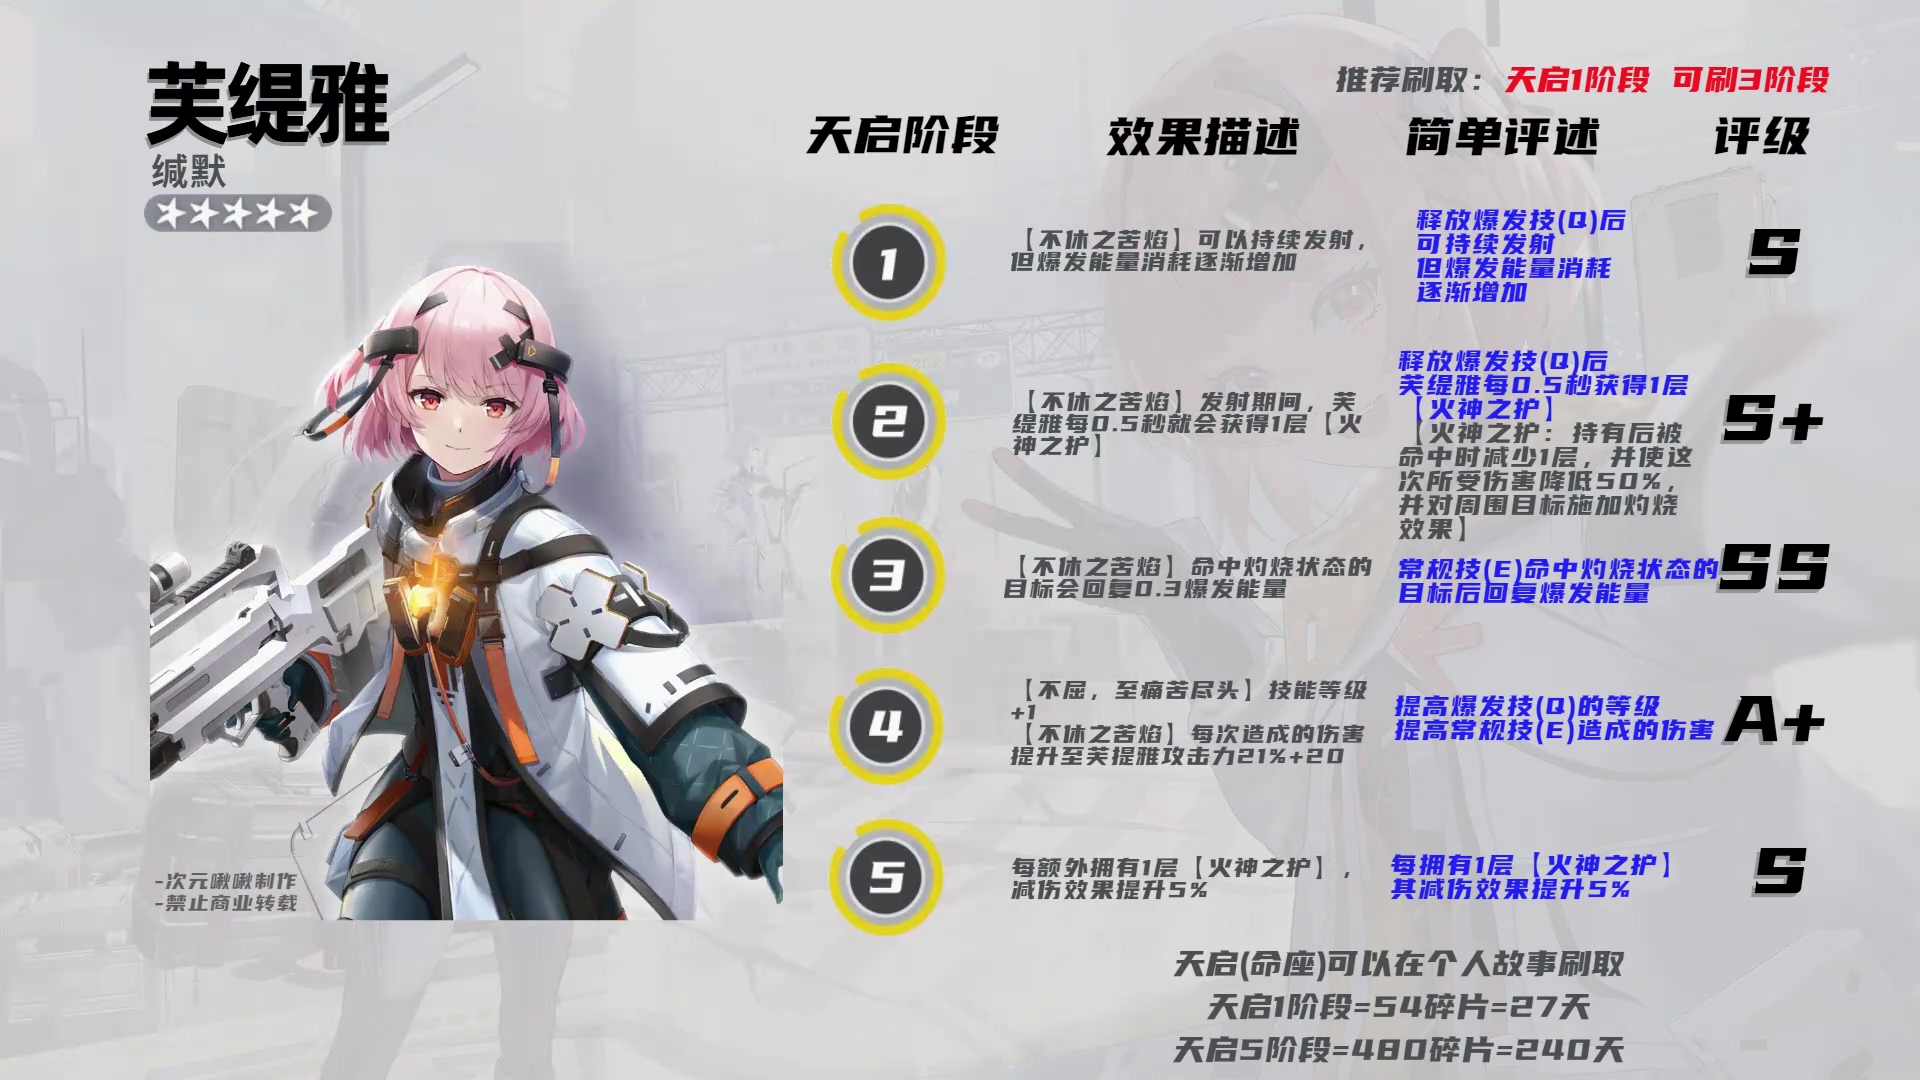 芙缇雅
缄默
推荐刷取：天启1阶段 可刷3阶段
天启阶段 效果描述 简单评述 评级
1
【不休之苦焰】可以持续发射，
但爆发能量消耗逐渐增加
释放爆发技(Q)后
可持续发射
但爆发能量消耗
逐渐增加
S
2
【不休之苦焰】发射期间，芙
缇雅每0.5秒就会获得1层【火
神之护】
释放爆发技(Q)后
芙缇雅每0.5秒获得1层
【火神之护】
【火神之护：持有后被
命中时减少1层，并使这
次所受伤害降低50%，
并对周围目标施加灼烧
效果】
S+
3
【不休之苦焰】命中灼烧状态的
目标会回复0.3爆发能量
常规技(E)命中灼烧状态的
目标后回复爆发能量
SS
4
【不屈，至痛苦尽头】技能等级
+1
【不休之苦焰】每次造成的伤害
提升至芙提雅攻击力21%+20
提高爆发技(Q)的等级
提高常规技(E)造成的伤害
A+
5
每额外拥有1层【火神之护】，
减伤效果提升5%
每拥有1层【火神之护】
其减伤效果提升5%
S
-次元啾啾制作
-禁止商业转载
天启(命座)可以在个人故事刷取
天启1阶段=54碎片=27天
天启5阶段=480碎片=240天